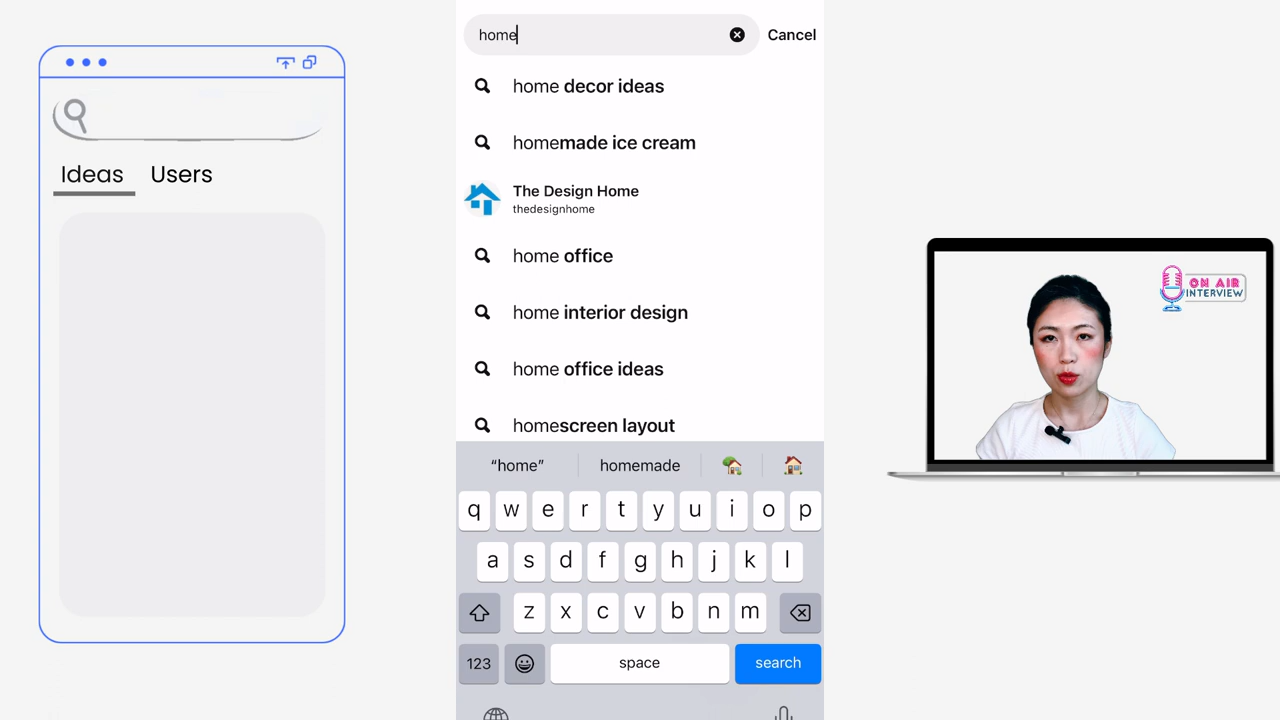 Ideas Users
home
Cancel
home decor ideas
homemade ice cream
The Design Home
thedesignhome
home office
home interior design
home office ideas
homescreen layout
“home” homemade
q w e r t y u i o p
a s d f g h j k l
z x c v b n m
123 space search
ON AIR
INTERVIEW